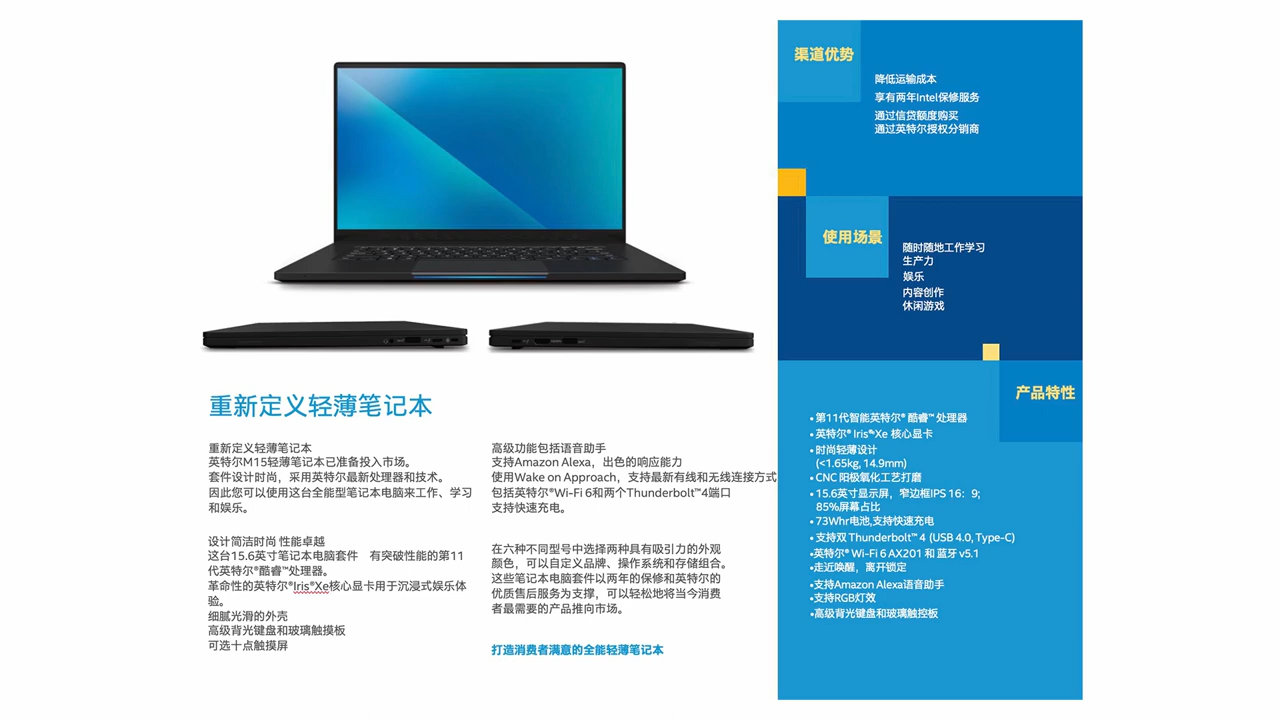 重新定义轻薄笔记本
重新定义轻薄笔记本
英特尔M15轻薄笔记本已准备投入市场。
套件设计时尚，采用英特尔最新处理器和技术。
因此您可以使用这台全能型笔记本电脑来工作、学习
和娱乐。
设计简洁时尚 性能卓越
这台15.6英寸笔记本电脑套件 有突破性能的第11
代英特尔®酷睿™处理器。
革命性的英特尔®Iris®Xe核心显卡用于沉浸式娱乐体
验。
细腻光滑的外壳
高级背光键盘和玻璃触摸板
可选十点触摸屏
高级功能包括语音助手
支持Amazon Alexa，出色的响应能力
使用Wake on Approach，支持最新有线和无线连接方式
包括英特尔®Wi-Fi 6和两个Thunderbolt™4端口
支持快速充电。
在六种不同型号中选择两种具有吸引力的外观
颜色，可以自定义品牌、操作系统和存储组合。
这些笔记本电脑套件以两年的保修和英特尔的
优质售后服务为支撑，可以轻松地将当今消费
者最需要的产品推向市场。
打造消费者满意的全能轻薄笔记本
渠道优势
降低运输成本
享有两年Intel保修服务
通过信贷额度购买
通过英特尔授权分销商
使用场景
随时随地工作学习
生产力
娱乐
内容创作
休闲游戏
产品特性
•第11代智能英特尔® 酷睿™ 处理器
•英特尔® Iris®Xe 核心显卡
•时尚轻薄设计
(<1.65kg, 14.9mm)
•CNC 阳极氧化工艺打磨
•15.6英寸显示屏，窄边框IPS 16：9;
85%屏幕占比
•73Whr电池,支持快速充电
•支持双 Thunderbolt™ 4 (USB 4.0, Type-C)
•英特尔® Wi-Fi 6 AX201 和 蓝牙 v5.1
•走近唤醒，离开锁定
•支持Amazon Alexa语音助手
•支持RGB灯效
•高级背光键盘和玻璃触控板